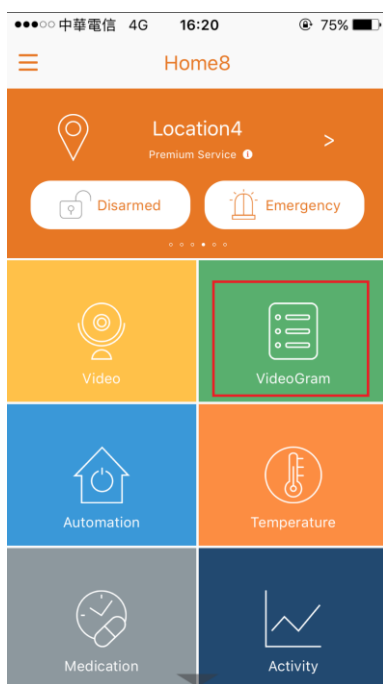 中華電信 4G 16:20 75%
Home8
Location4
Premium Service
Disarmed Emergency
Video VideoGram
Automation Temperature
Medication Activity